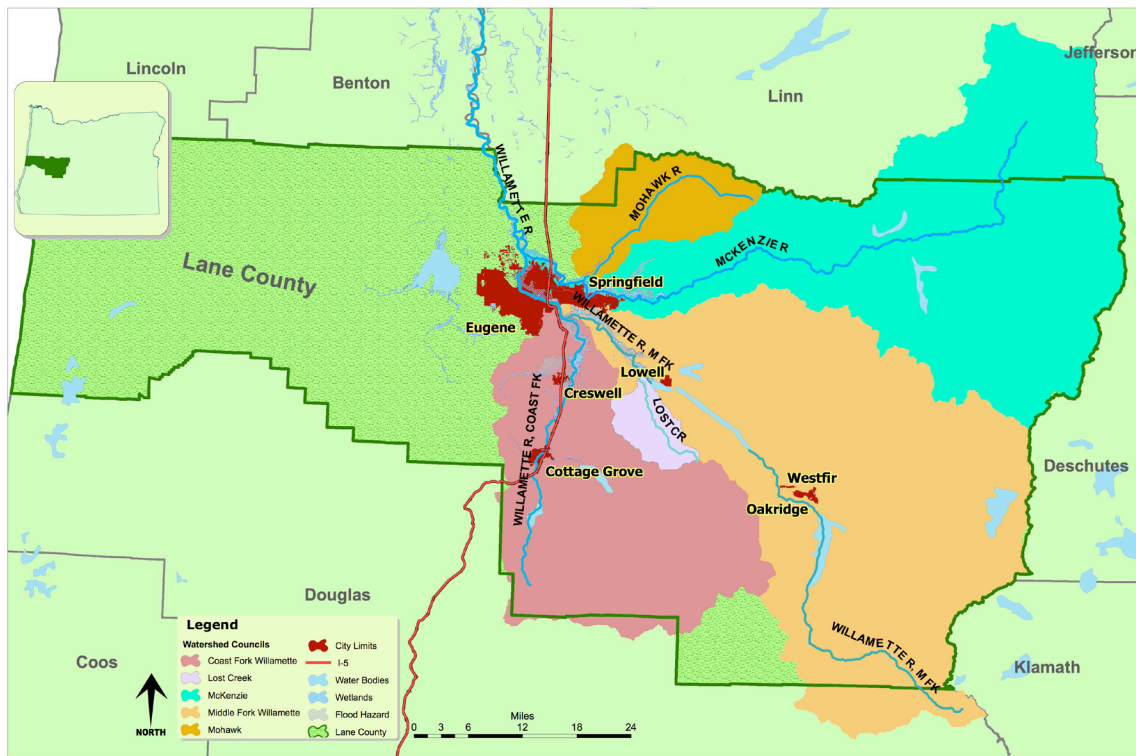 Lincoln
Benton
Linn
Jefferson
WILLAMETTE R
MOHAWK R
MCKENZIE R
Lane County
Springfield
Eugene
WILLAMETTE R, M FK
Lowell
Creswell
LOST CR
WILLAMETTE R, COAST FK
Cottage Grove
Westfir
Oakridge
Deschutes
Douglas
WILLAMETTE R, M FK
Klamath
Coos
Legend
Watershed Councils
Coast Fork Willamette
Lost Creek
McKenzie
Middle Fork Willamette
Mohawk
City Limits
I-5
Water Bodies
Wetlands
Flood Hazard
Lane County
NORTH
Miles
0 3 6 12 18 24